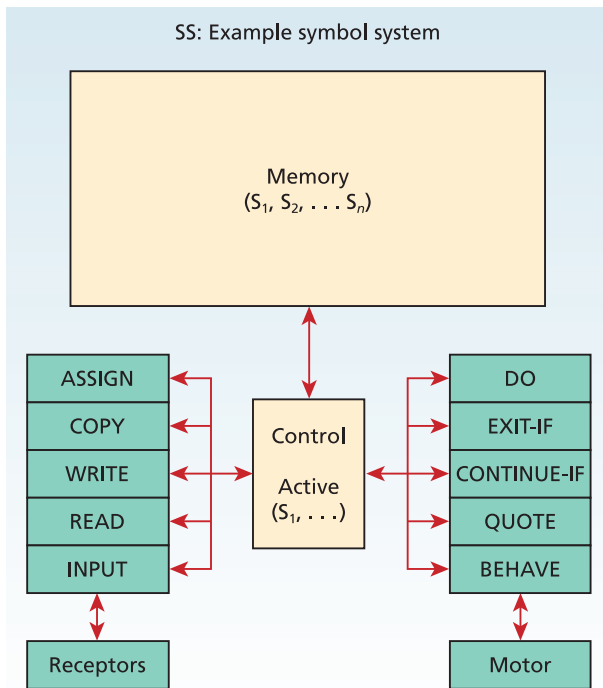 SS: Example symbol system
Memory
(S₁, S₂, . . . Sₙ)
ASSIGN
COPY
WRITE
READ
INPUT
Receptors
Control
Active
(S₁, . . .)
DO
EXIT-IF
CONTINUE-IF
QUOTE
BEHAVE
Motor